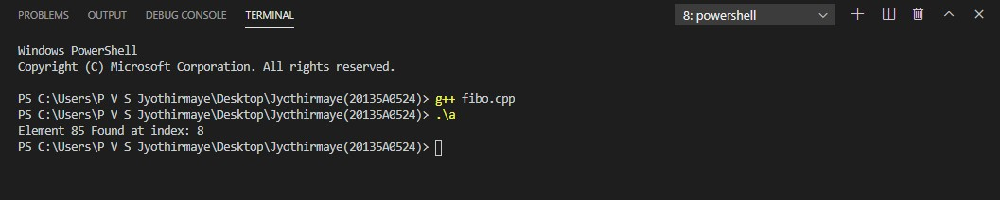 PROBLEMS OUTPUT DEBUG CONSOLE TERMINAL 8: powershell
Windows PowerShell
Copyright (C) Microsoft Corporation. All rights reserved.
PS C:\Users\P V S Jyothirmaye\Desktop\Jyothirmaye(20135A0524)> g++ fibo.cpp
PS C:\Users\P V S Jyothirmaye\Desktop\Jyothirmaye(20135A0524)> .\a
Element 85 Found at index: 8
PS C:\Users\P V S Jyothirmaye\Desktop\Jyothirmaye(20135A0524)>